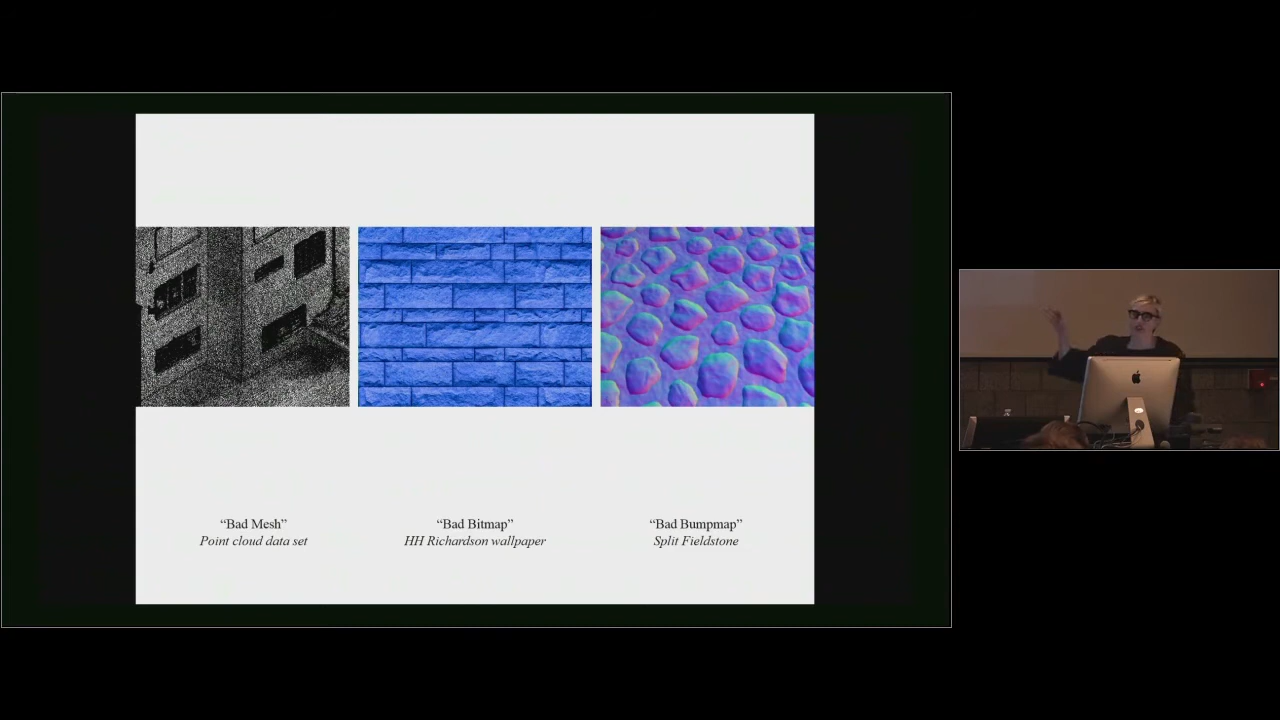 “Bad Mesh”
Point cloud data set
“Bad Bitmap”
HH Richardson wallpaper
“Bad Bumpmap”
Split Fieldstone